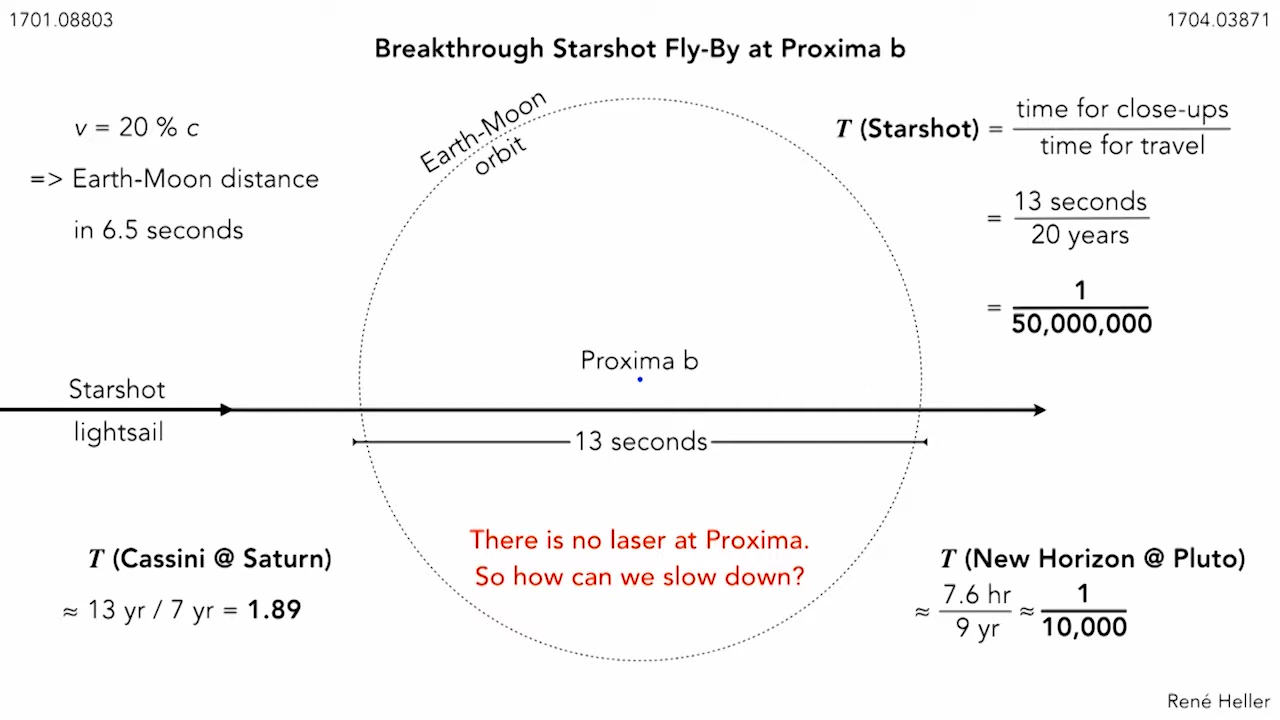 1701.08803
1704.03871
Breakthrough Starshot Fly-By at Proxima b
v = 20 % c
=> Earth-Moon distance
in 6.5 seconds
Earth-Moon
orbit
T (Starshot) = time for close-ups
time for travel
= 13 seconds
20 years
= 1
50,000,000
Proxima b
Starshot
lightsail
13 seconds
There is no laser at Proxima.
So how can we slow down?
T (Cassini @ Saturn)
≈ 13 yr / 7 yr = 1.89
T (New Horizon @ Pluto)
≈ 7.6 hr ≈ 1
9 yr 10,000
René Heller